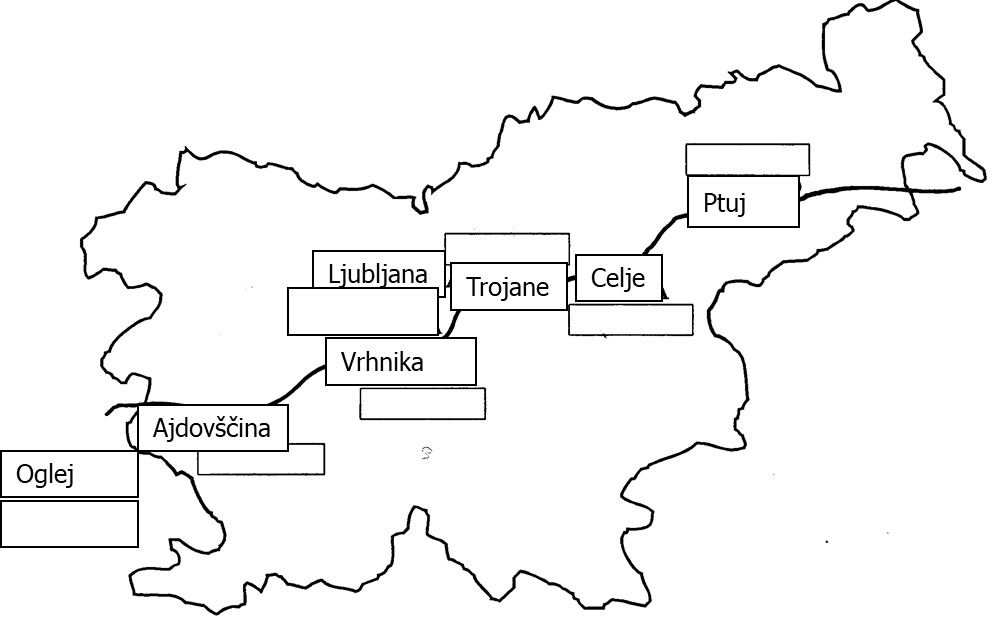 Ptuj
Ljubljana
Trojane
Celje
Vrhnika
Ajdovščina
Oglej